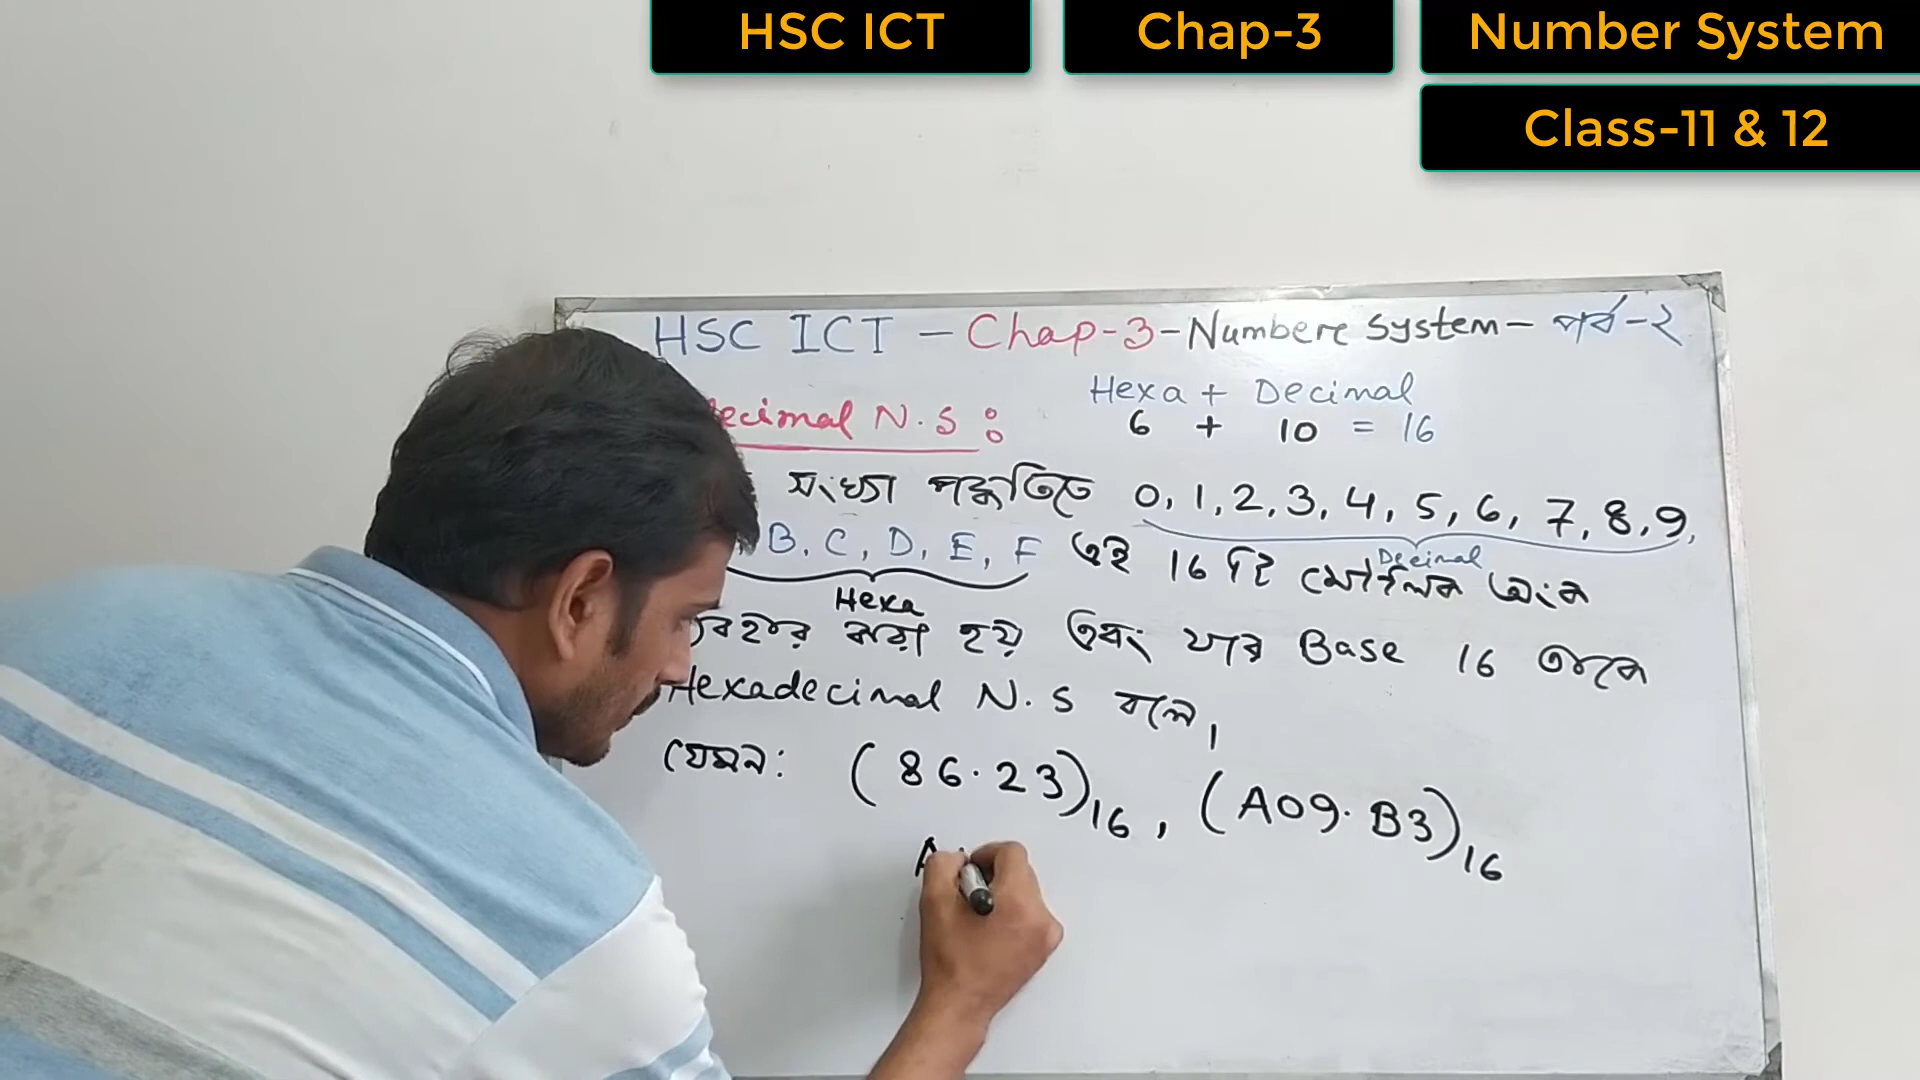 HSC ICT
Chap-3
Number System
Class-11 & 12
HSC ICT - Chap-3-Numbere System- পর্ব-২
Hexa + Decimal
ecimal N.S :
6 + 10 = 16
সংখ্যা পদ্ধতিতে 0, 1, 2, 3, 4, 5, 6, 7, 8, 9,
B, C, D, E, F এই 16 টি মৌলিক অংক
Decimal
Hexa
ব্যবহার করা হয় এবং যার Base 16 তাকে
Hexadecimal N.S বলে,
যেমন: (86.23)16, (A09.B3)16
A